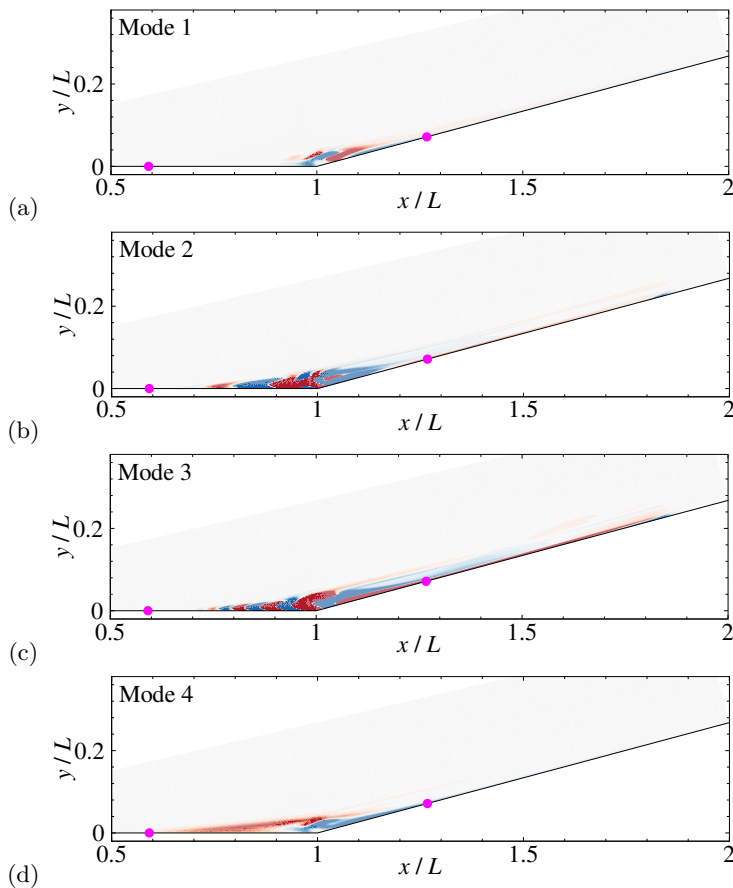 Mode 1
0.2
y / L
0
0.5 1 1.5 2
x / L
(a)
Mode 2
0.2
y / L
0
0.5 1 1.5 2
x / L
(b)
Mode 3
0.2
y / L
0
0.5 1 1.5 2
x / L
(c)
Mode 4
0.2
y / L
0
0.5 1 1.5 2
x / L
(d)